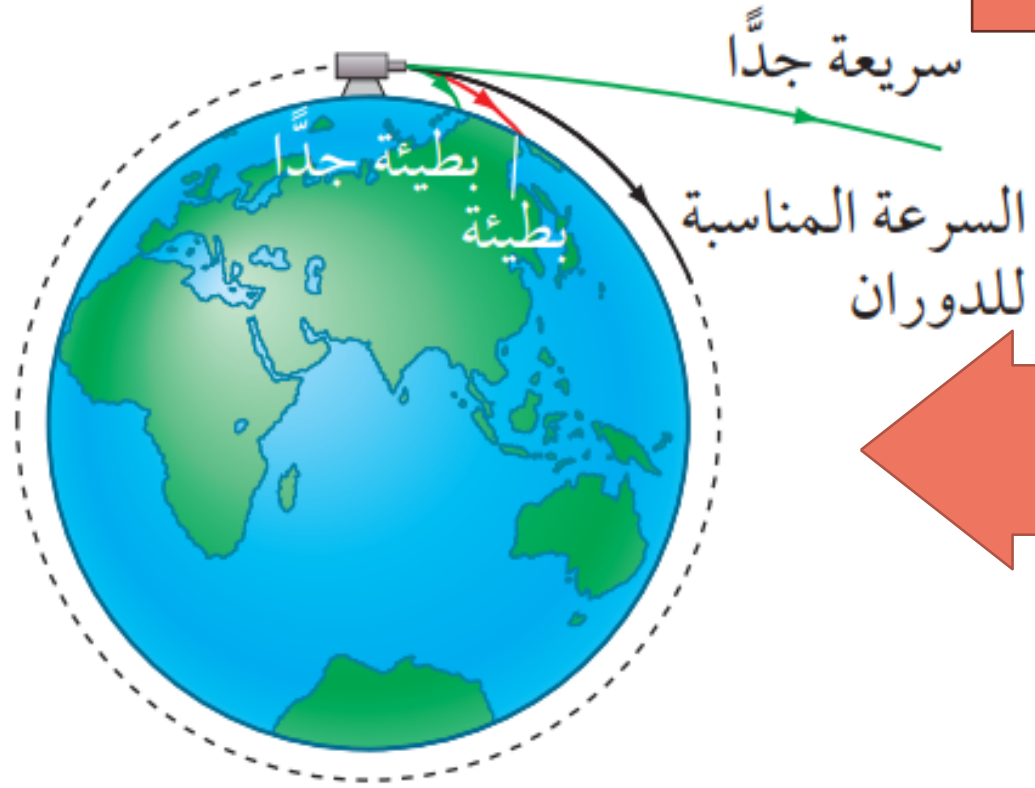 سريعة جدًّا
بطيئة جدًّا
بطيئة
السرعة المناسبة
للدوران